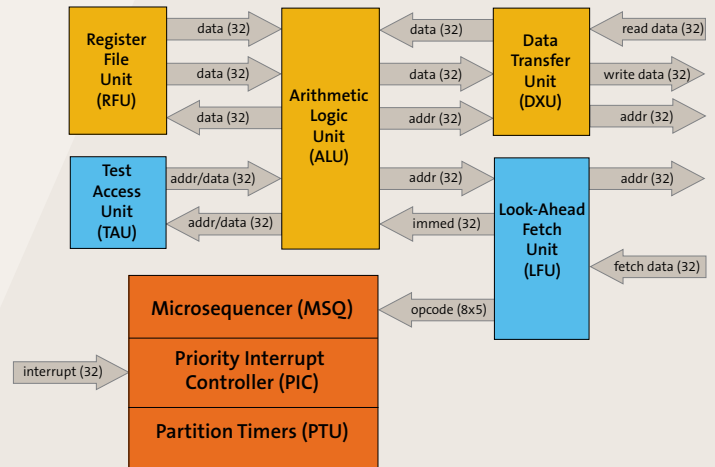 Register
File
Unit
(RFU)
data (32)
data (32)
data (32)
Arithmetic
Logic
Unit
(ALU)
data (32)
data (32)
addr (32)
Data
Transfer
Unit
(DXU)
read data (32)
write data (32)
addr (32)
Test
Access
Unit
(TAU)
addr/data (32)
addr/data (32)
addr (32)
immed (32)
Look-Ahead
Fetch
Unit
(LFU)
addr (32)
fetch data (32)
Microsequencer (MSQ)
opcode (8x5)
interrupt (32)
Priority Interrupt
Controller (PIC)
Partition Timers (PTU)